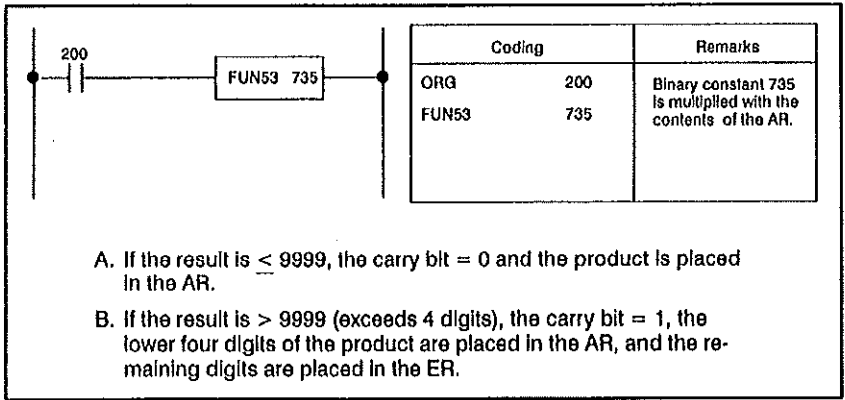 200
FUN53 735
Coding Remarks
ORG 200
FUN53 735
Binary constant 735
is multiplied with the
contents of the AR.
A. If the result is ≤ 9999, the carry bit = 0 and the product is placed
in the AR.
B. If the result is > 9999 (exceeds 4 digits), the carry bit = 1, the
lower four digits of the product are placed in the AR, and the re-
maining digits are placed in the ER.